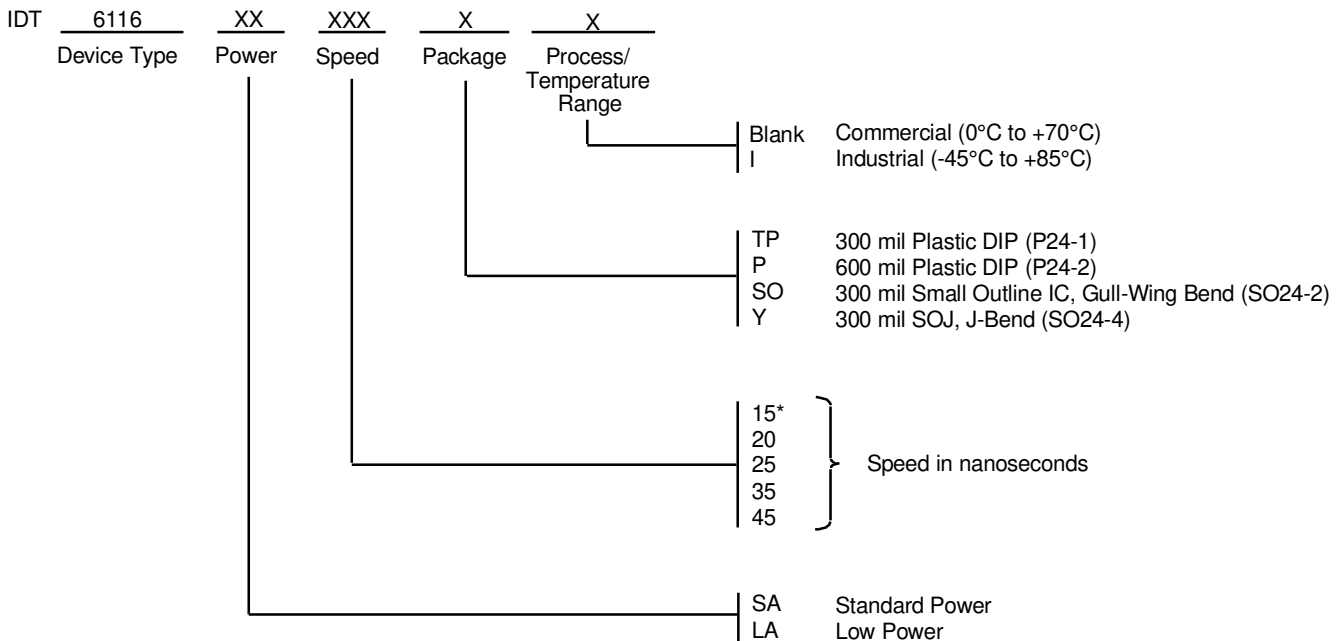 IDT 6116 XX XXX X X
Device Type Power Speed Package Process/
Temperature
Range
Blank Commercial (0°C to +70°C)
I Industrial (-45°C to +85°C)
TP 300 mil Plastic DIP (P24-1)
P 600 mil Plastic DIP (P24-2)
SO 300 mil Small Outline IC, Gull-Wing Bend (SO24-2)
Y 300 mil SOJ, J-Bend (SO24-4)
15*
20
25 Speed in nanoseconds
35
45
SA Standard Power
LA Low Power